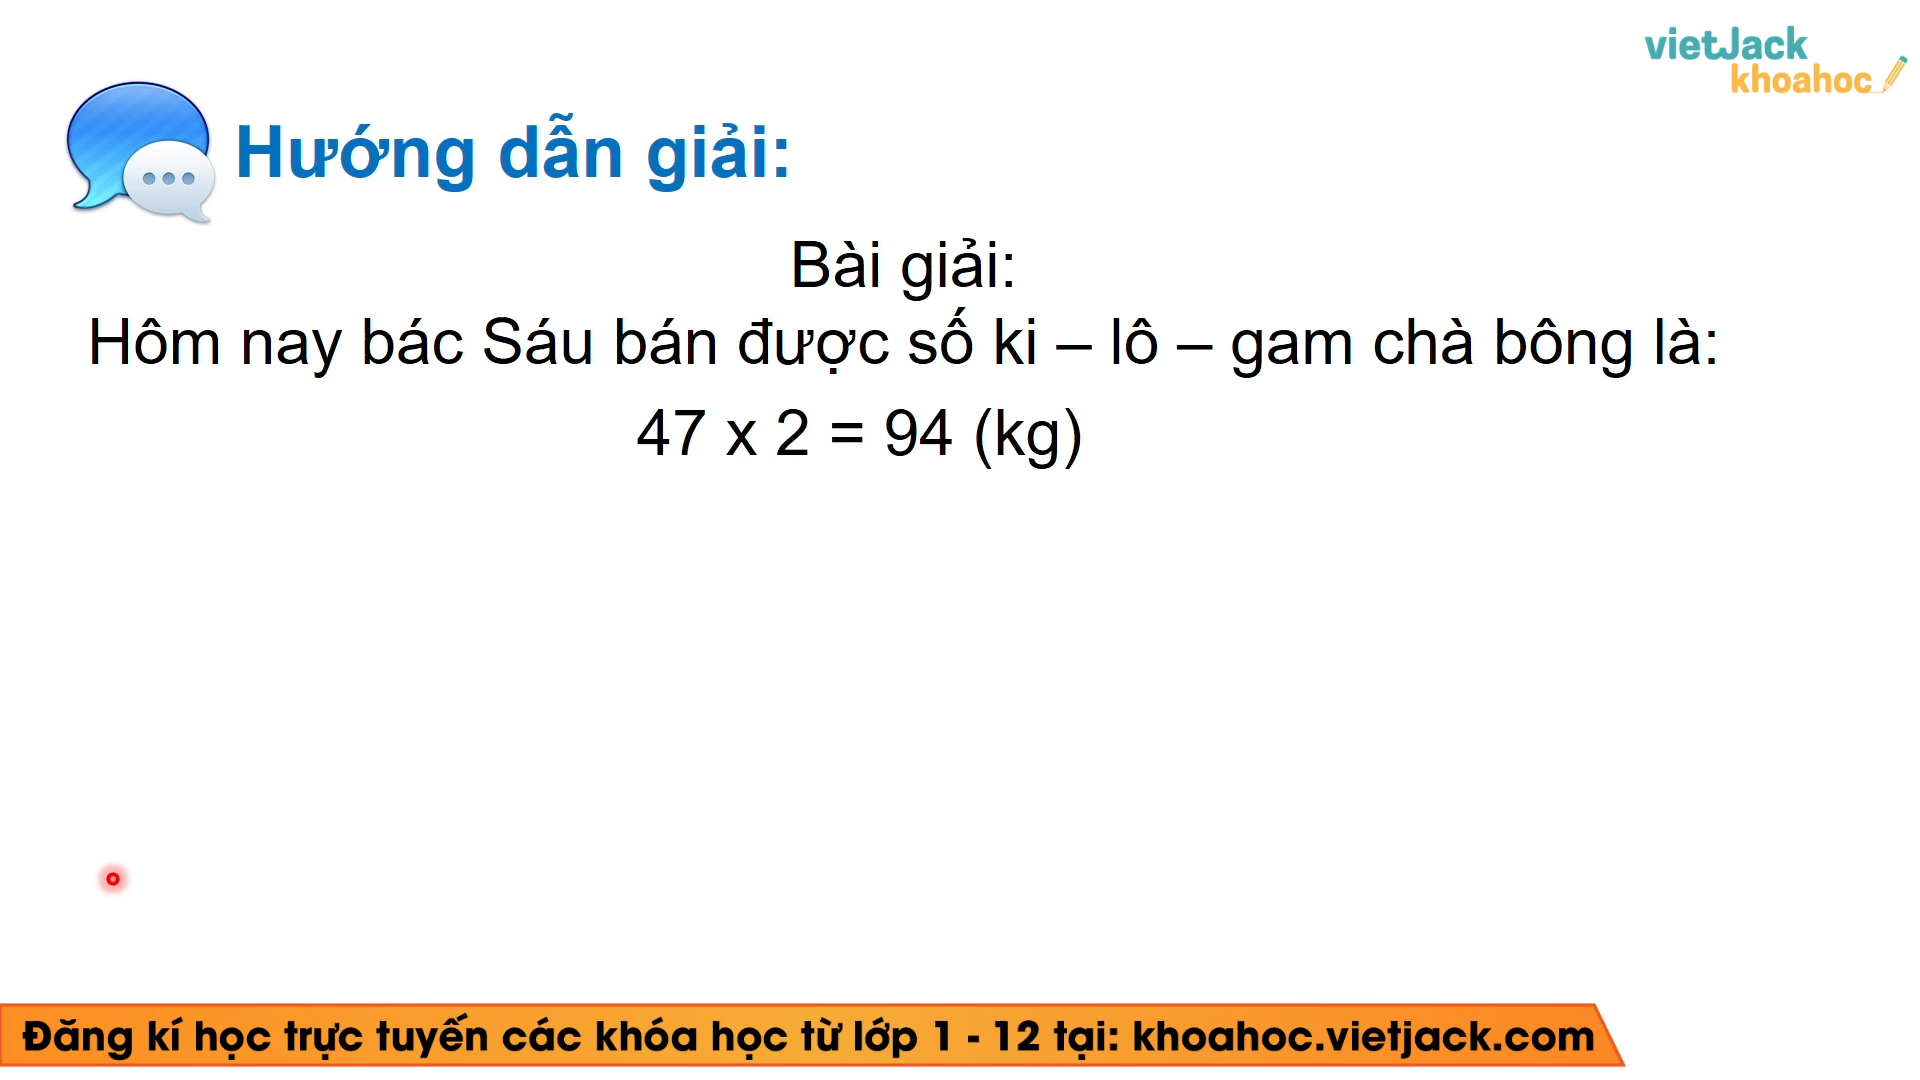 vietJack
khoahoc
Hướng dẫn giải:
Bài giải:
Hôm nay bác Sáu bán được số ki – lô – gam chà bông là:
47 x 2 = 94 (kg)
Đăng kí học trực tuyến các khóa học từ lớp 1 - 12 tại: khoahoc.vietjack.com